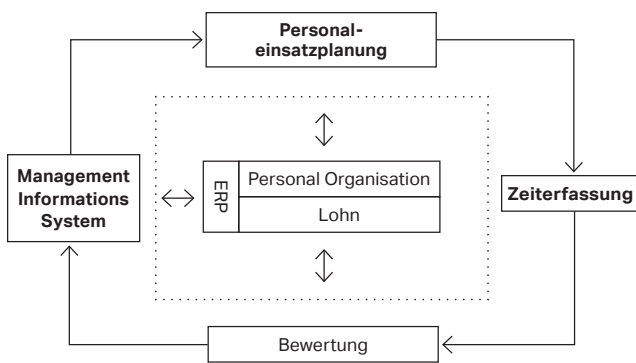 Personal-
einsatzplanung
Management
Informations
System
ERP
Personal Organisation
Lohn
Zeiterfassung
Bewertung